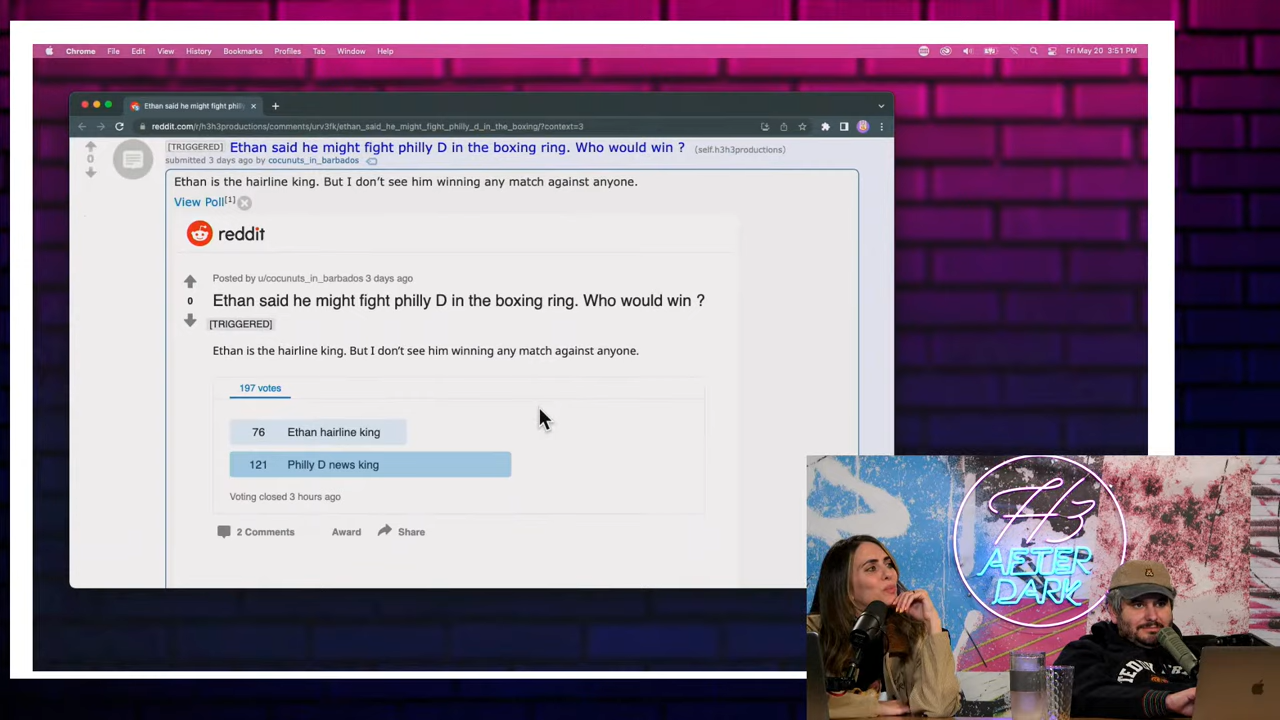 Chrome File Edit View History Bookmarks Profiles Tab Window Help Fri May 20 3:51 PM
Ethan said he might fight phill
reddit.com/r/h3h3productions/comments/urv3fk/ethan_said_he_might_fight_philly_d_in_the_boxing/?context=3
[TRIGGERED] Ethan said he might fight philly D in the boxing ring. Who would win ? (self.h3h3productions)
0 submitted 3 days ago by cocunuts_in_barbados
Ethan is the hairline king. But I don't see him winning any match against anyone.
View Poll[1]
reddit
Posted by u/cocunuts_in_barbados 3 days ago
0 Ethan said he might fight philly D in the boxing ring. Who would win ?
[TRIGGERED]
Ethan is the hairline king. But I don't see him winning any match against anyone.
197 votes
76 Ethan hairline king
121 Philly D news king
Voting closed 3 hours ago
2 Comments Award Share
H3
AFTER
DARK